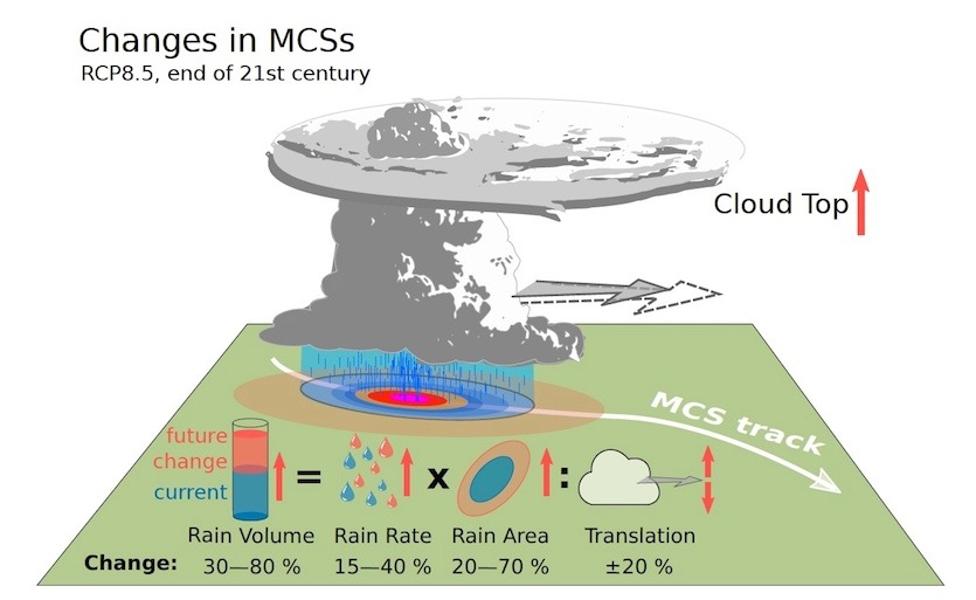 Changes in MCSs
RCP8.5, end of 21st century
Cloud Top
MCS track
future
change
current
= x :
Rain Volume Rain Rate Rain Area Translation
Change: 30—80 % 15—40 % 20—70 % ±20 %